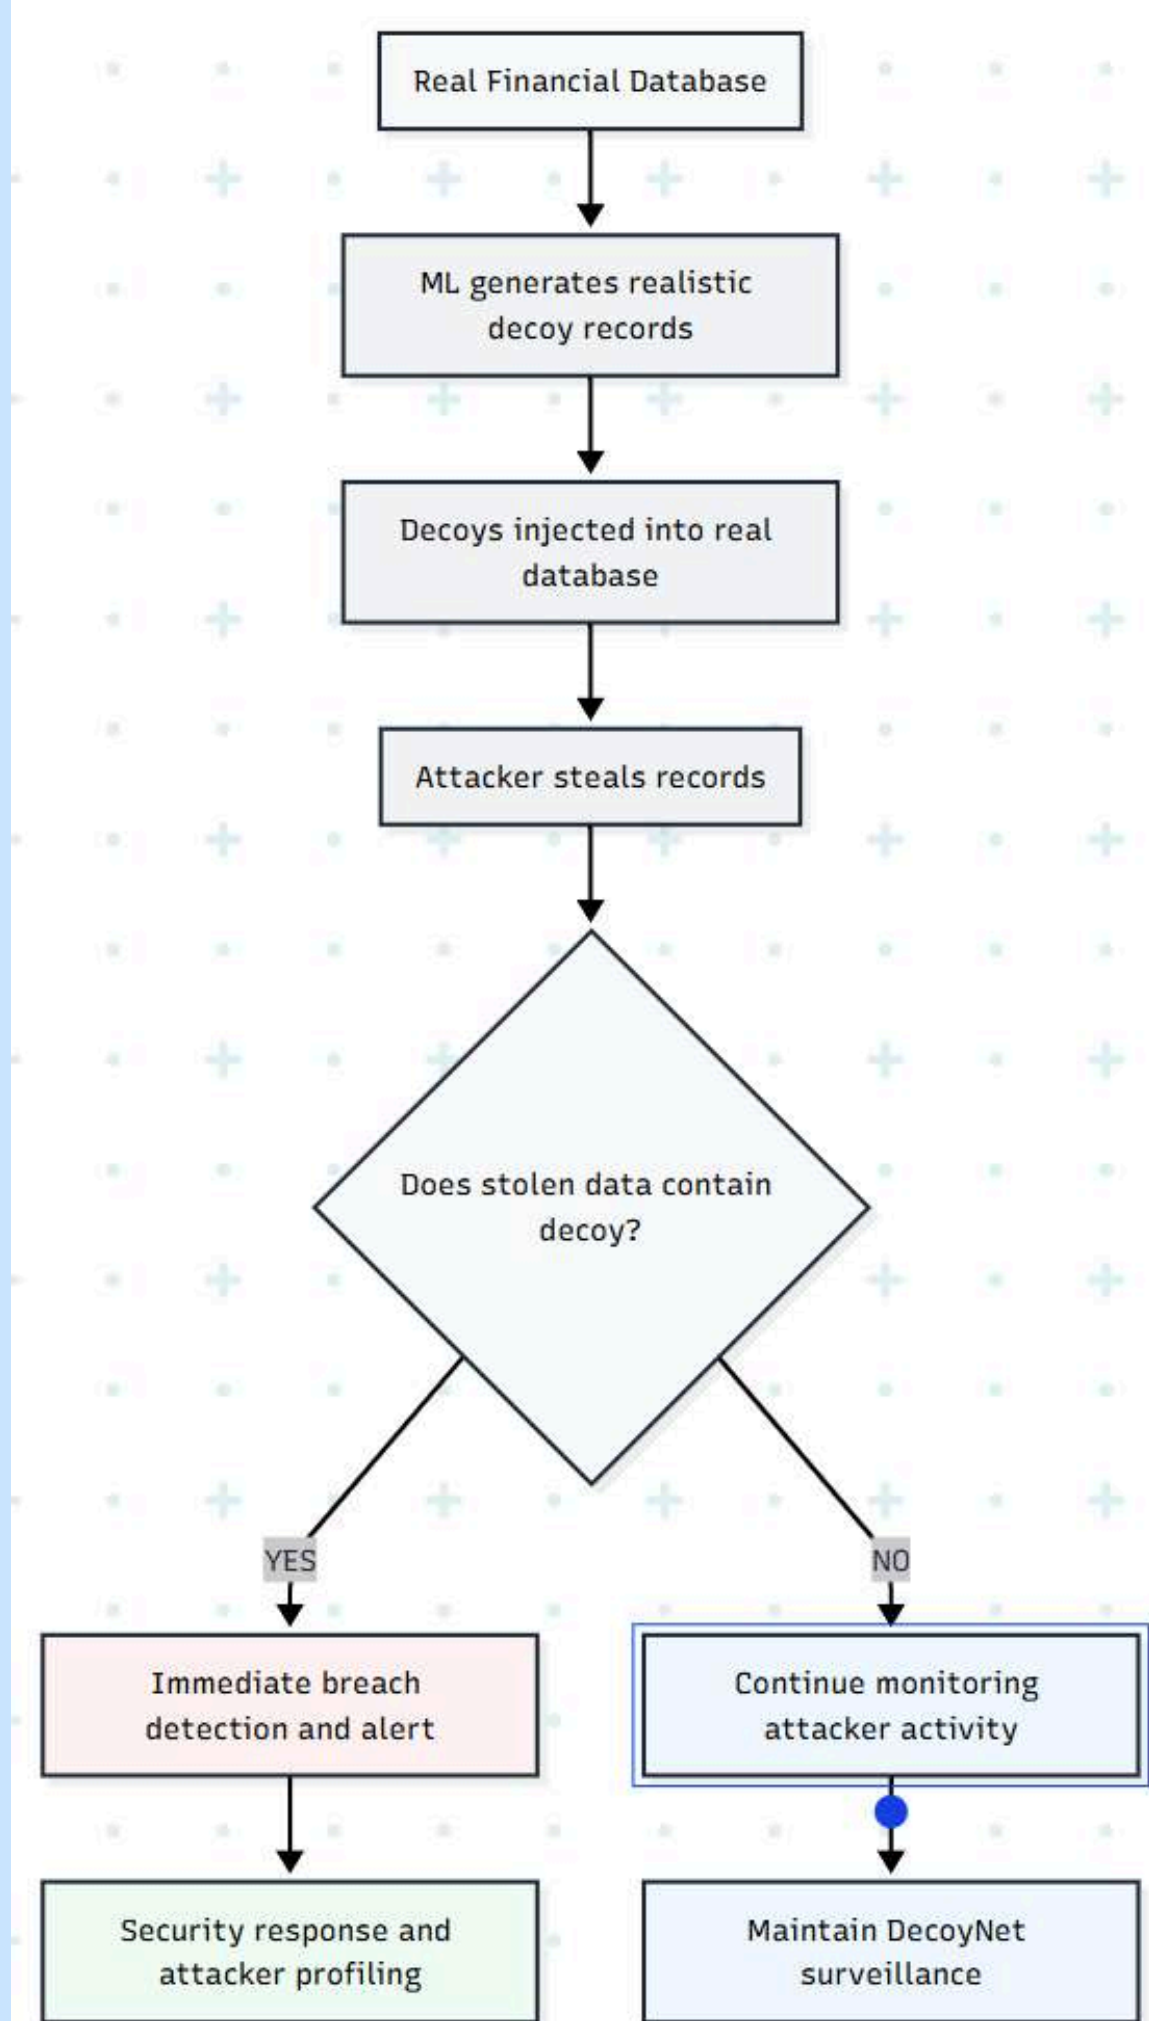 Real Financial Database
ML generates realistic
decoy records
Decoys injected into real
database
Attacker steals records
Does stolen data contain
decoy?
YES
NO
Immediate breach
detection and alert
Continue monitoring
attacker activity
Security response and
attacker profiling
Maintain DecoyNet
surveillance